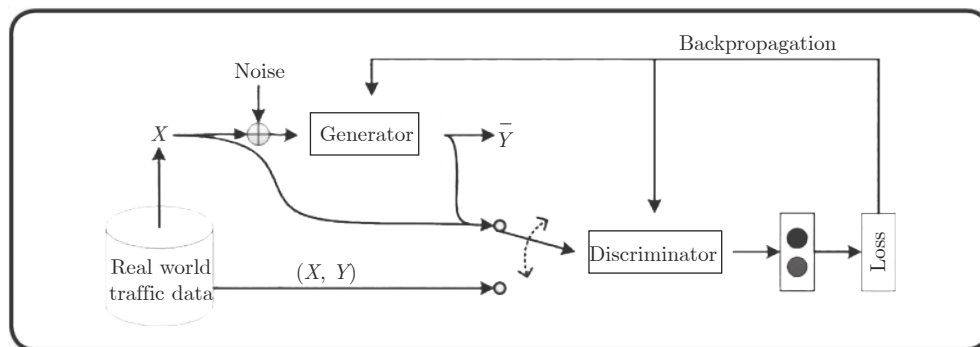 Backpropagation
Noise
X
Generator
Y̅
Real world
traffic data
(X, Y)
Discriminator
Loss